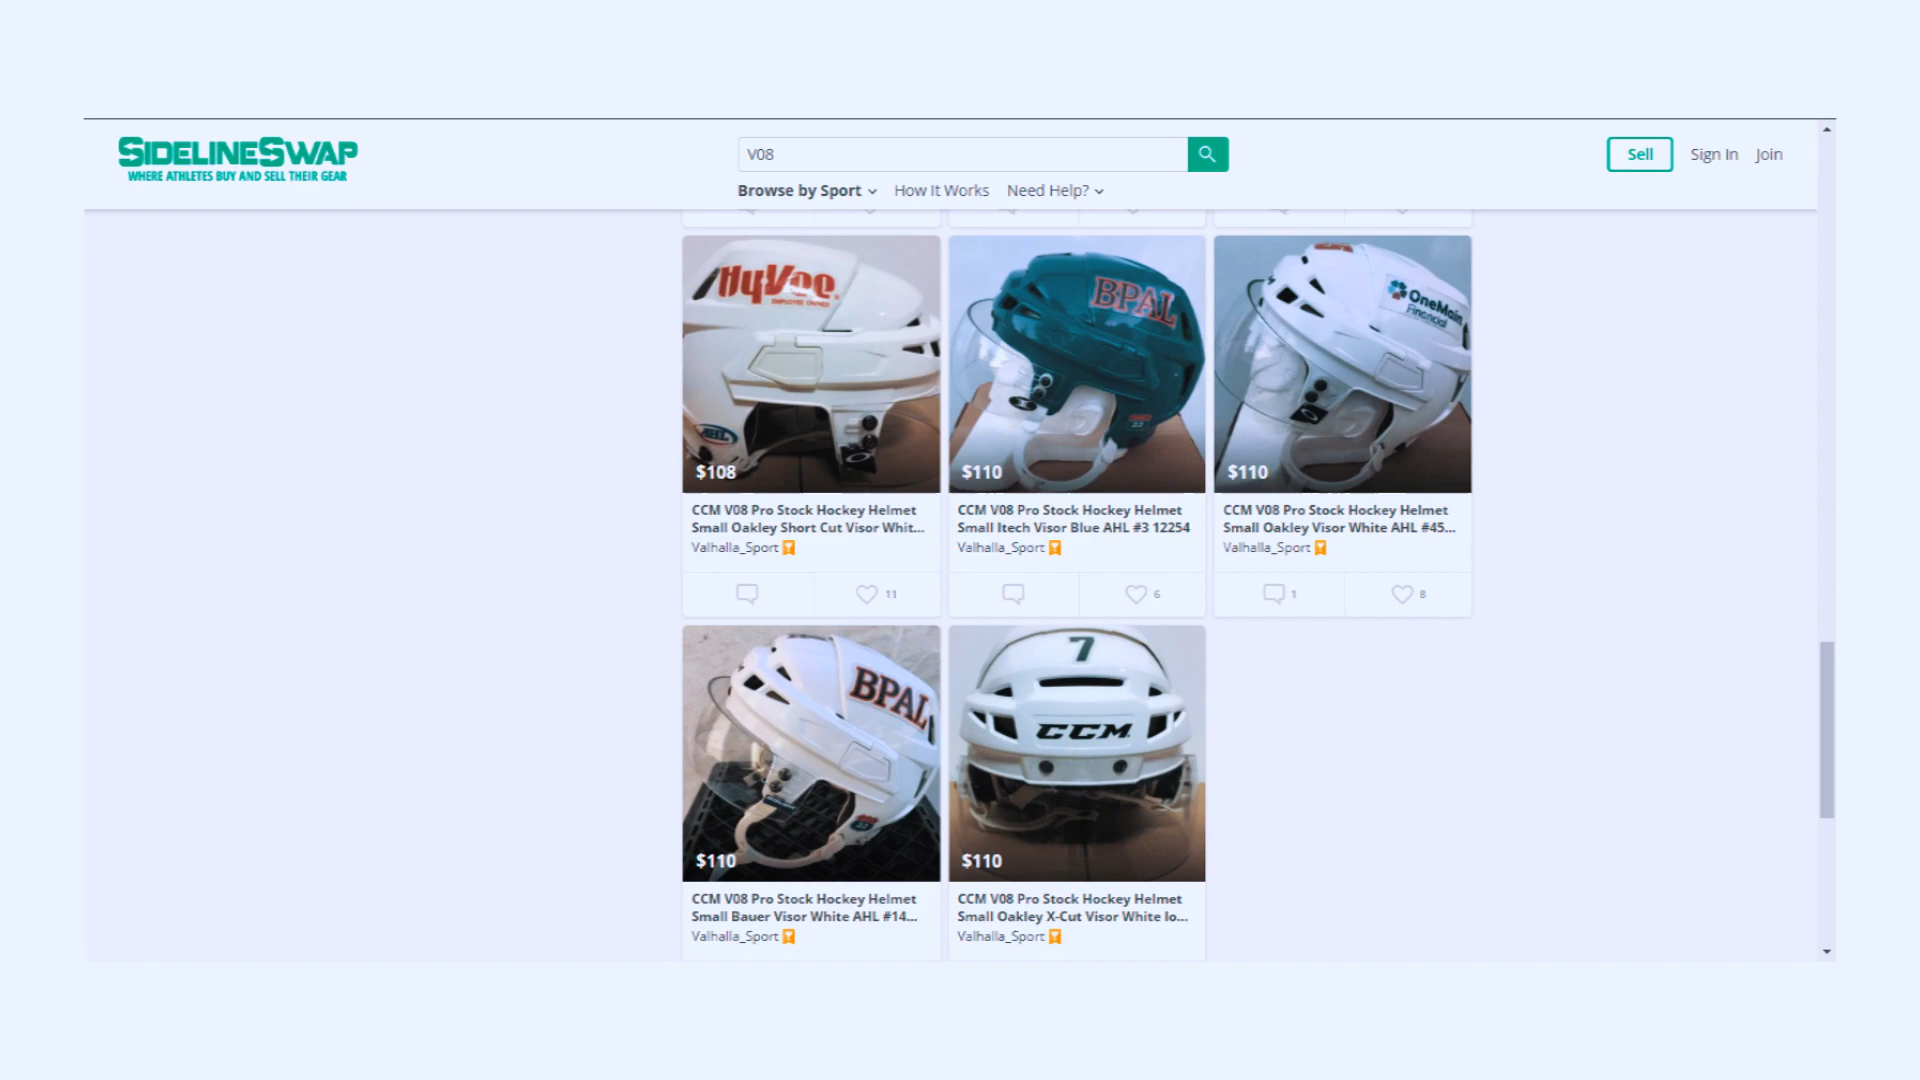 SIDELINESWAP
WHERE ATHLETES BUY AND SELL THEIR GEAR
V08
Sell
Sign In
Join
Browse by Sport
How It Works
Need Help?
HyVee
EMPLOYEE OWNED
AHL
$108
BPAL
$110
OneMain
Financial
$110
CCM V08 Pro Stock Hockey Helmet
Small Oakley Short Cut Visor Whit...
Valhalla_Sport
11
CCM V08 Pro Stock Hockey Helmet
Small Itech Visor Blue AHL #3 12254
Valhalla_Sport
6
CCM V08 Pro Stock Hockey Helmet
Small Oakley Visor White AHL #45...
Valhalla_Sport
1
8
BPAL
$110
7
CCM
$110
CCM V08 Pro Stock Hockey Helmet
Small Bauer Visor White AHL #14...
Valhalla_Sport
CCM V08 Pro Stock Hockey Helmet
Small Oakley X-Cut Visor White Io...
Valhalla_Sport